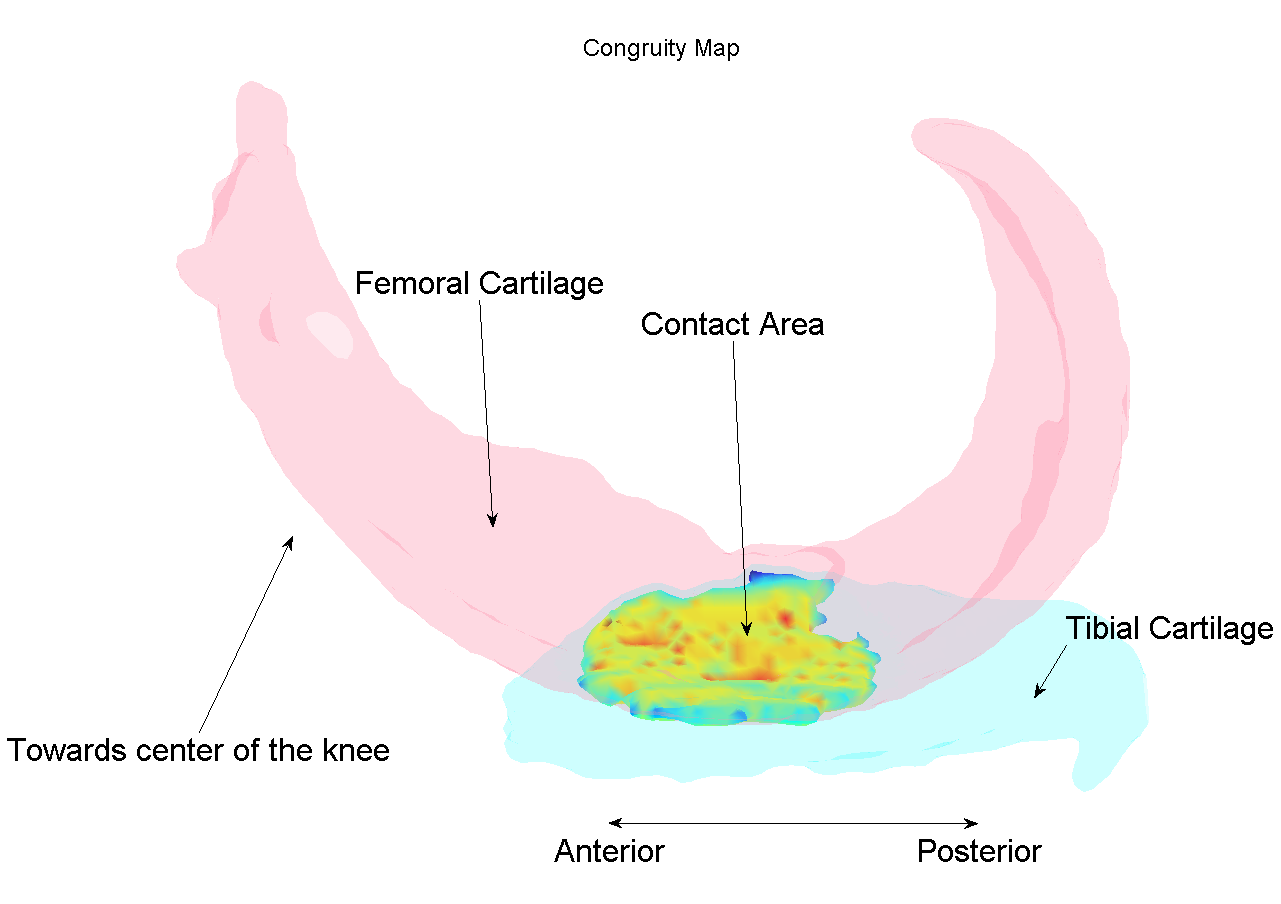 Congruity Map
Femoral Cartilage
Contact Area
Tibial Cartilage
Towards center of the knee
Anterior
Posterior